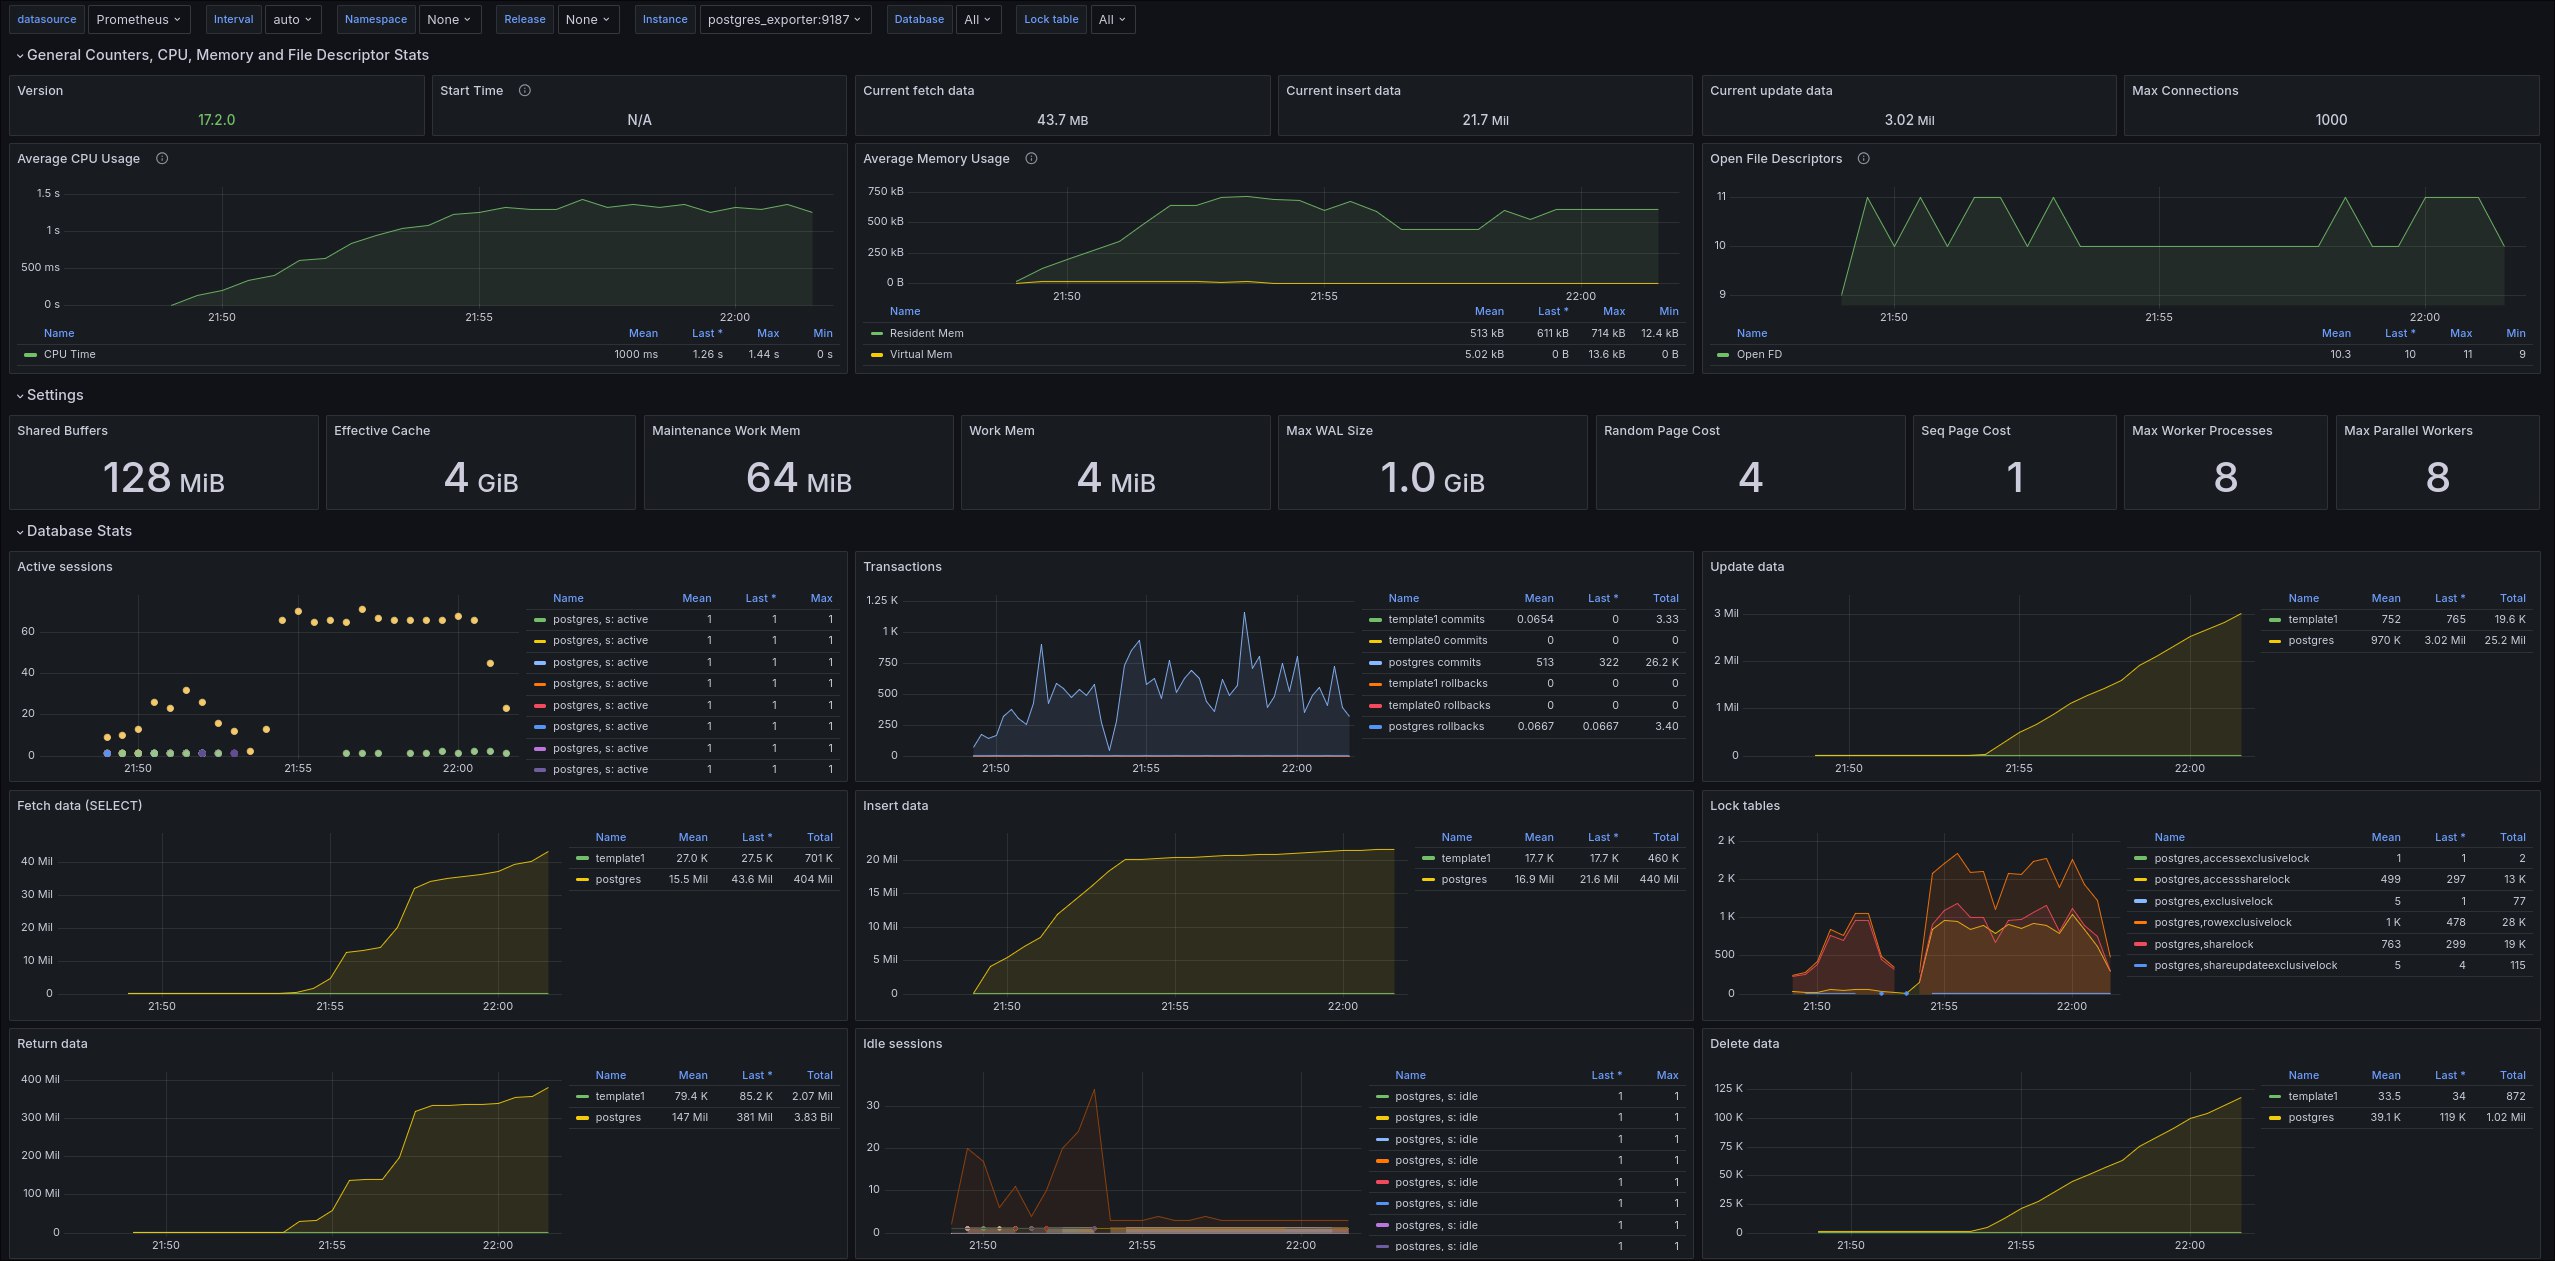 datasource Prometheus Interval auto Namespace None Release None Instance postgres_exporter:9187 Database All Lock table All
General Counters, CPU, Memory and File Descriptor Stats
Version
17.2.0
Start Time
N/A
Current fetch data
43.7 MB
Current insert data
21.7 Mil
Current update data
3.02 Mil
Max Connections
1000
Average CPU Usage
1.5 s
1 s
500 ms
0 s
21:50 21:55 22:00
Name Mean Last * Max Min
CPU Time 1000 ms 1.26 s 1.44 s 0 s
Average Memory Usage
750 kB
500 kB
250 kB
0 B
21:50 21:55 22:00
Name Mean Last * Max Min
Resident Mem 513 kB 611 kB 714 kB 12.4 kB
Virtual Mem 5.02 kB 0 B 13.6 kB 0 B
Open File Descriptors
11
10
9
21:50 21:55 22:00
Name Mean Last * Max Min
Open FD 10.3 10 11 9
Settings
Shared Buffers
128 MiB
Effective Cache
4 GiB
Maintenance Work Mem
64 MiB
Work Mem
4 MiB
Max WAL Size
1.0 GiB
Random Page Cost
4
Seq Page Cost
1
Max Worker Processes
8
Max Parallel Workers
8
Database Stats
Active sessions
60
40
20
0
21:50 21:55 22:00
Name Mean Last * Max
postgres, s: active 1 1 1
postgres, s: active 1 1 1
postgres, s: active 1 1 1
postgres, s: active 1 1 1
postgres, s: active 1 1 1
postgres, s: active 1 1 1
postgres, s: active 1 1 1
postgres, s: active 1 1 1
Transactions
1.25 K
1 K
750
500
250
0
21:50 21:55 22:00
Name Mean Last * Total
template1 commits 0.0654 0 3.33
template0 commits 0 0 0
postgres commits 513 322 26.2 K
template1 rollbacks 0 0 0
template0 rollbacks 0 0 0
postgres rollbacks 0.0667 0.0667 3.40
Update data
3 Mil
2 Mil
1 Mil
0
21:50 21:55 22:00
Name Mean Last * Total
template1 752 765 19.6 K
postgres 970 K 3.02 Mil 25.2 Mil
Fetch data (SELECT)
40 Mil
30 Mil
20 Mil
10 Mil
0
21:50 21:55 22:00
Name Mean Last * Total
template1 27.0 K 27.5 K 701 K
postgres 15.5 Mil 43.6 Mil 404 Mil
Insert data
20 Mil
15 Mil
10 Mil
5 Mil
0
21:50 21:55 22:00
Name Mean Last * Total
template1 17.7 K 17.7 K 460 K
postgres 16.9 Mil 21.6 Mil 440 Mil
Lock tables
2 K
2 K
1 K
500
0
21:50 21:55 22:00
Name Mean Last * Total
postgres,accessexclusivelock 1 1 2
postgres,accesssharelock 499 297 13 K
postgres,exclusivelock 5 1 77
postgres,rowexclusivelock 1 K 478 28 K
postgres,sharelock 763 299 19 K
postgres,shareupdateexclusivelock 5 4 115
Return data
400 Mil
300 Mil
200 Mil
100 Mil
0
21:50 21:55 22:00
Name Mean Last * Total
template1 79.4 K 85.2 K 2.07 Mil
postgres 147 Mil 381 Mil 3.83 Bil
Idle sessions
30
20
10
0
21:50 21:55 22:00
Name Last * Max
postgres, s: idle 1 1
postgres, s: idle 1 1
postgres, s: idle 1 1
postgres, s: idle 1 1
postgres, s: idle 1 1
postgres, s: idle 1 1
postgres, s: idle 1 1
postgres, s: idle 1 1
Delete data
125 K
100 K
75 K
50 K
25 K
0
21:50 21:55 22:00
Name Mean Last * Total
template1 33.5 34 872
postgres 39.1 K 119 K 1.02 Mil